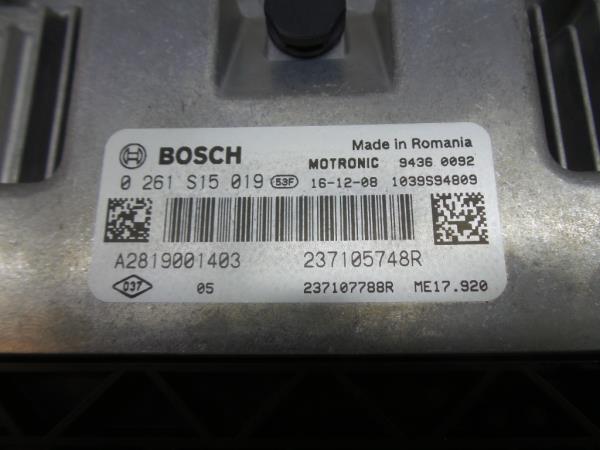 Made in Romania
BOSCH MOTRONIC 9436 0092
0 261 S15 019 53F 16-12-08 1039S94809
A2819001403 237105748R
037 05 237107788R ME17.920